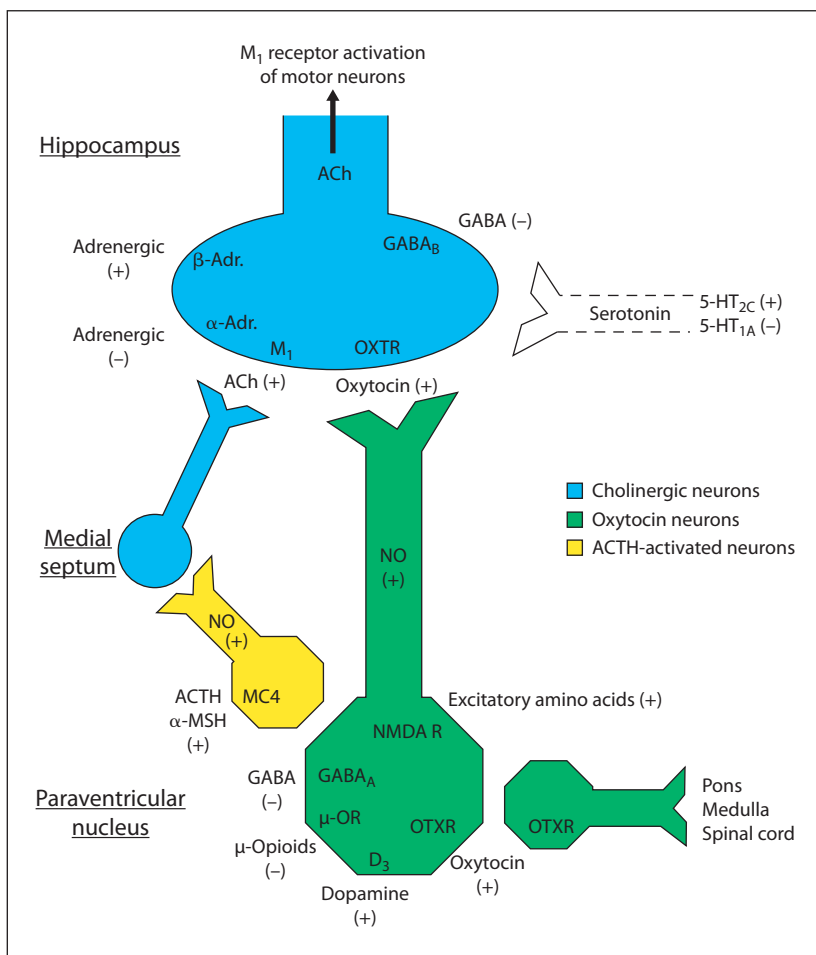 M₁ receptor activation
of motor neurons
Hippocampus
ACh
GABA (–)
Adrenergic
(+)
β-Adr.
GABA_B
5-HT₂C (+)
Serotonin
5-HT₁A (–)
α-Adr.
Adrenergic
(–)
M₁
OXTR
ACh (+)
Oxytocin (+)
Cholinergic neurons
Oxytocin neurons
ACTH-activated neurons
Medial
septum
NO
(+)
NO
(+)
ACTH
α-MSH
(+)
MC4
Excitatory amino acids (+)
NMDA R
GABA
(–)
GABA_A
Paraventricular
nucleus
μ-OR
OTXR
OTXR
Pons
Medulla
Spinal cord
μ-Opioids
(–)
D₃
Oxytocin
(+)
Dopamine
(+)